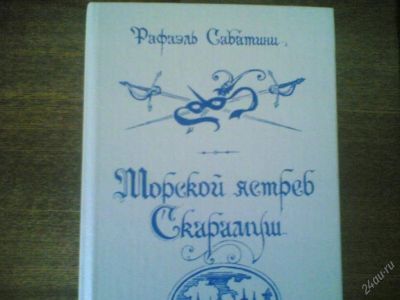 Рафаэль Сабатини
Морской ястреб
Скарамуш
24au.ru